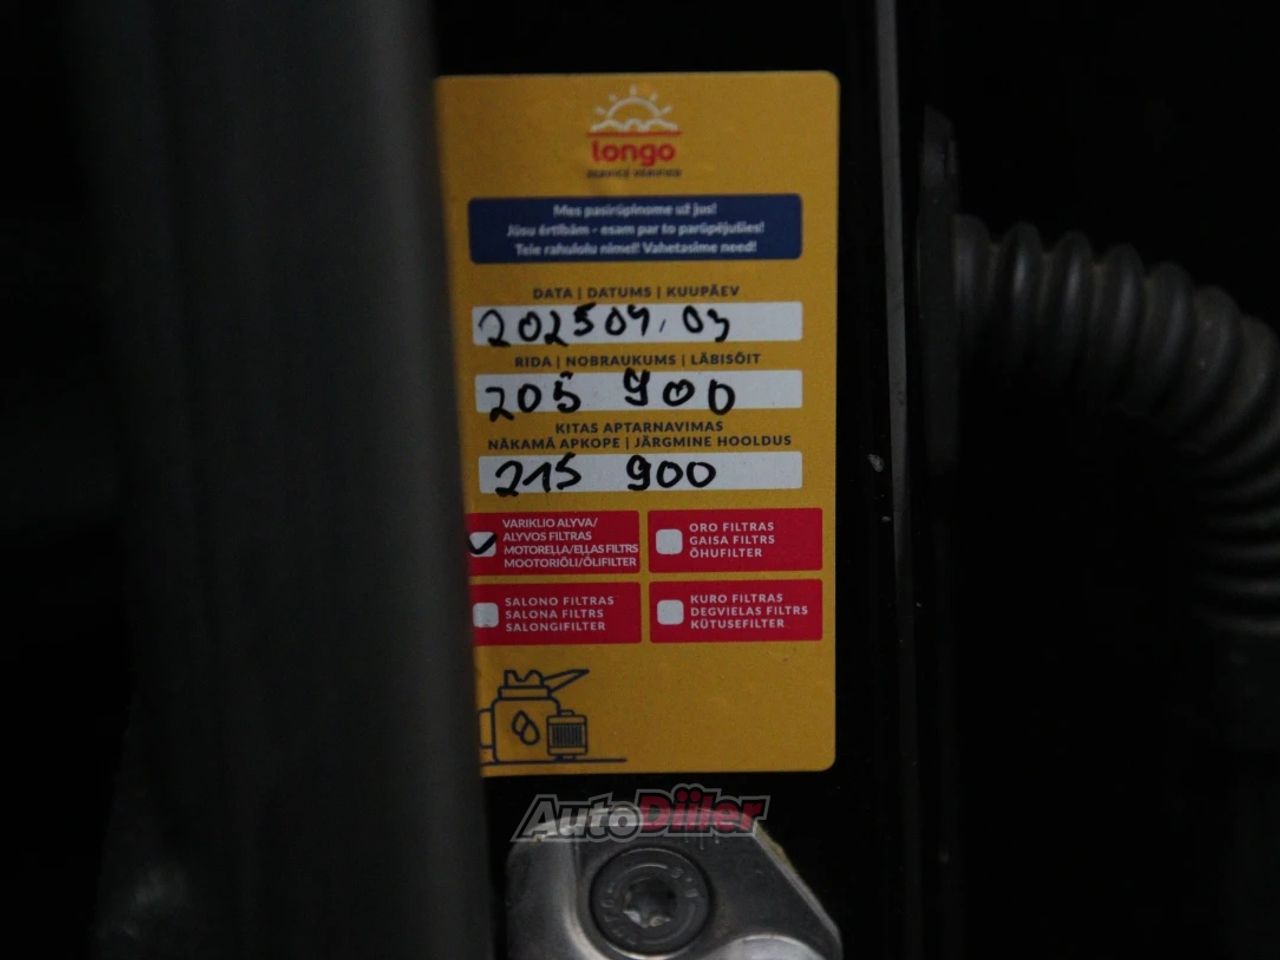 longo
SERVICE VERIFIED
Mes pasirūpinome už jus!
Jūsu ērtībām - esam par to parūpējušies!
Teie rahulolu nimel! Vahetasime need!
DATA | DATUMS | KUUPÄEV
202504.03
RIDA | NOBRAUKUMS | LÄBISÕIT
205 900
KITAS APTARNAVIMAS
NĀKAMĀ APKOPE | JÄRGMINE HOOLDUS
215 900
VARIKLIO ALYVA/
ALYVOS FILTRAS
MOTOREĻĻA/EĻĻAS FILTRS
MOOTORIÕLI/ÕLIFILTER
ORO FILTRAS
GAISA FILTRS
ÕHUFILTER
SALONO FILTRAS
SALONA FILTRS
SALONGIFILTER
KURO FILTRAS
DEGVIELAS FILTRS
KÜTUSEFILTER
AutoDiiler